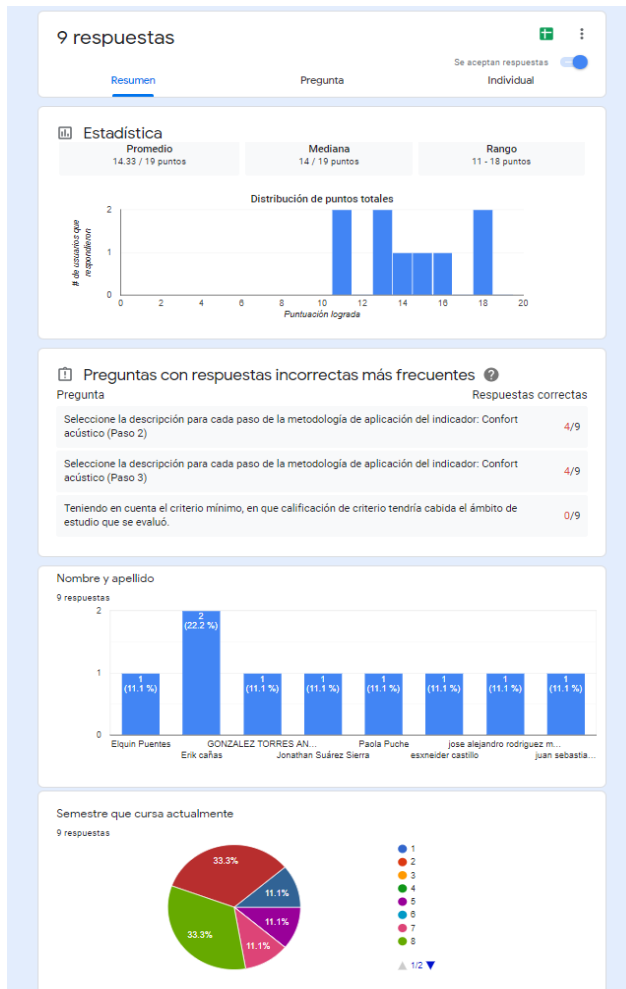 9 respuestas
Se aceptan respuestas
Resumen
Pregunta
Individual
Estadística
Promedio
14.33 / 19 puntos
Mediana
14 / 19 puntos
Rango
11 - 18 puntos
Distribución de puntos totales
# de usuarios que
respondieron
2
1
0
0 2 4 6 8 10 12 14 16 18 20
Puntuación lograda
Preguntas con respuestas incorrectas más frecuentes ?
Pregunta
Respuestas correctas
Seleccione la descripción para cada paso de la metodología de aplicación del indicador: Confort
acústico (Paso 2)
4/9
Seleccione la descripción para cada paso de la metodología de aplicación del indicador: Confort
acústico (Paso 3)
4/9
Teniendo en cuenta el criterio mínimo, en que calificación de criterio tendría cabida el ámbito de
estudio que se evaluó.
0/9
Nombre y apellido
9 respuestas
2
1
0
1
(11.1 %)
2
(22.2 %)
1
(11.1 %)
1
(11.1 %)
1
(11.1 %)
1
(11.1 %)
1
(11.1 %)
1
(11.1 %)
Elquin Puentes
Erik cañas
GONZALEZ TORRES AN...
Jonathan Suárez Sierra
Paola Puche
esxneider castillo
jose alejandro rodriguez m...
juan sebastia...
Semestre que cursa actualmente
9 respuestas
33.3%
11.1%
11.1%
11.1%
33.3%
1
2
3
4
5
6
7
8
1/2